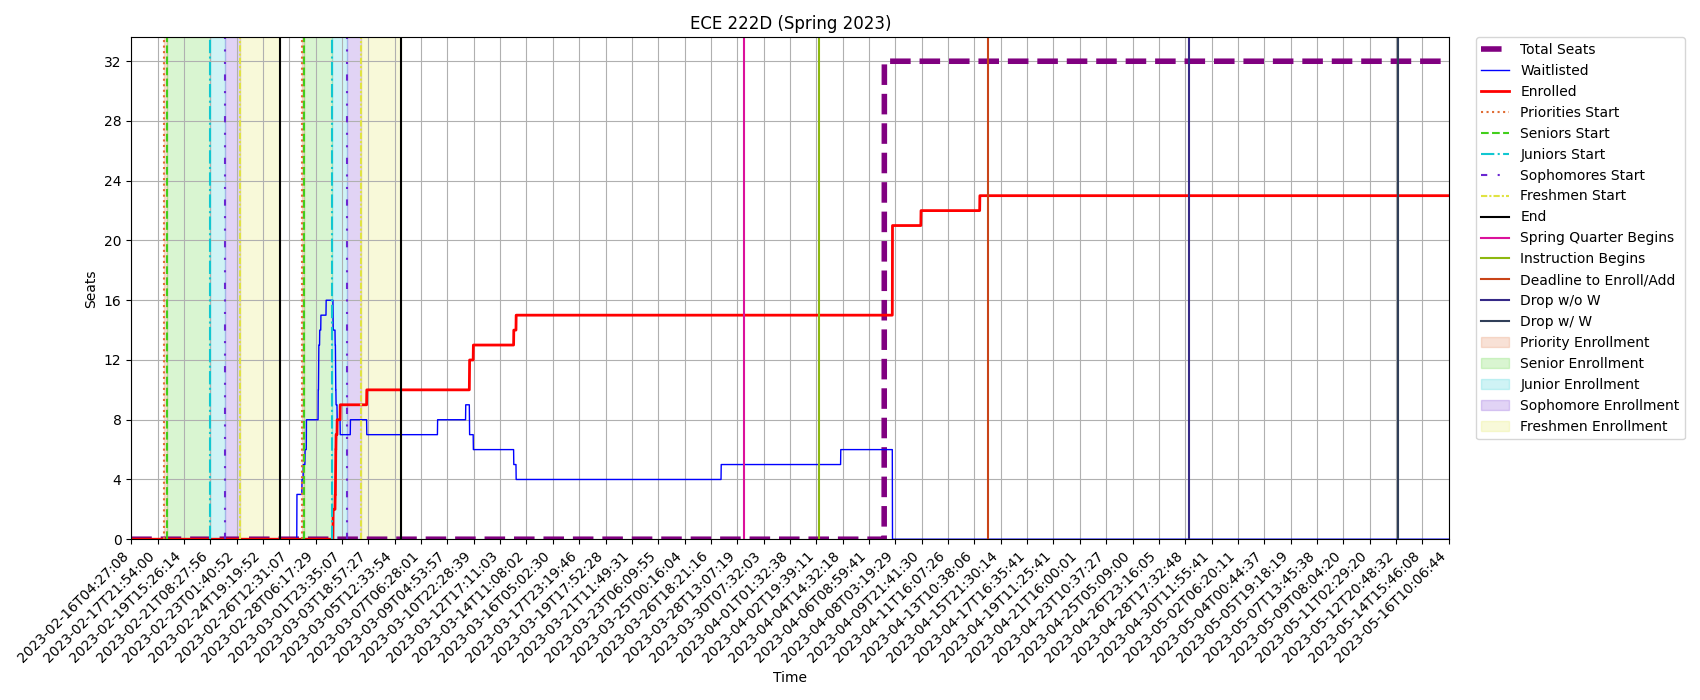 ECE 222D (Spring 2023)
Seats
32
28
24
20
16
12
8
4
0
2023-02-16T04:27:08
2023-02-17T21:54:00
2023-02-19T15:26:14
2023-02-21T08:27:56
2023-02-23T01:40:52
2023-02-24T19:19:52
2023-02-26T12:31:07
2023-02-28T06:17:29
2023-03-01T23:35:07
2023-03-03T18:57:27
2023-03-05T12:33:54
2023-03-07T06:28:01
2023-03-09T04:53:57
2023-03-10T22:28:39
2023-03-12T17:11:03
2023-03-14T11:08:02
2023-03-16T05:02:30
2023-03-17T23:19:46
2023-03-19T17:52:28
2023-03-21T11:49:31
2023-03-23T06:09:55
2023-03-25T00:16:04
2023-03-26T18:21:16
2023-03-28T13:07:19
2023-03-30T07:32:03
2023-04-01T01:32:38
2023-04-02T19:39:11
2023-04-04T14:32:18
2023-04-06T08:59:41
2023-04-08T03:19:29
2023-04-09T21:41:30
2023-04-11T16:07:26
2023-04-13T10:38:06
2023-04-15T21:30:14
2023-04-17T16:35:41
2023-04-19T11:25:41
2023-04-21T16:00:01
2023-04-23T10:37:27
2023-04-25T05:09:00
2023-04-26T23:16:05
2023-04-28T17:32:48
2023-04-30T11:55:41
2023-05-02T06:20:11
2023-05-04T00:44:37
2023-05-05T19:18:19
2023-05-07T13:45:38
2023-05-09T08:04:20
2023-05-11T02:29:20
2023-05-12T20:48:32
2023-05-14T15:46:08
2023-05-16T10:06:44
Time
Total Seats
Waitlisted
Enrolled
Priorities Start
Seniors Start
Juniors Start
Sophomores Start
Freshmen Start
End
Spring Quarter Begins
Instruction Begins
Deadline to Enroll/Add
Drop w/o W
Drop w/ W
Priority Enrollment
Senior Enrollment
Junior Enrollment
Sophomore Enrollment
Freshmen Enrollment